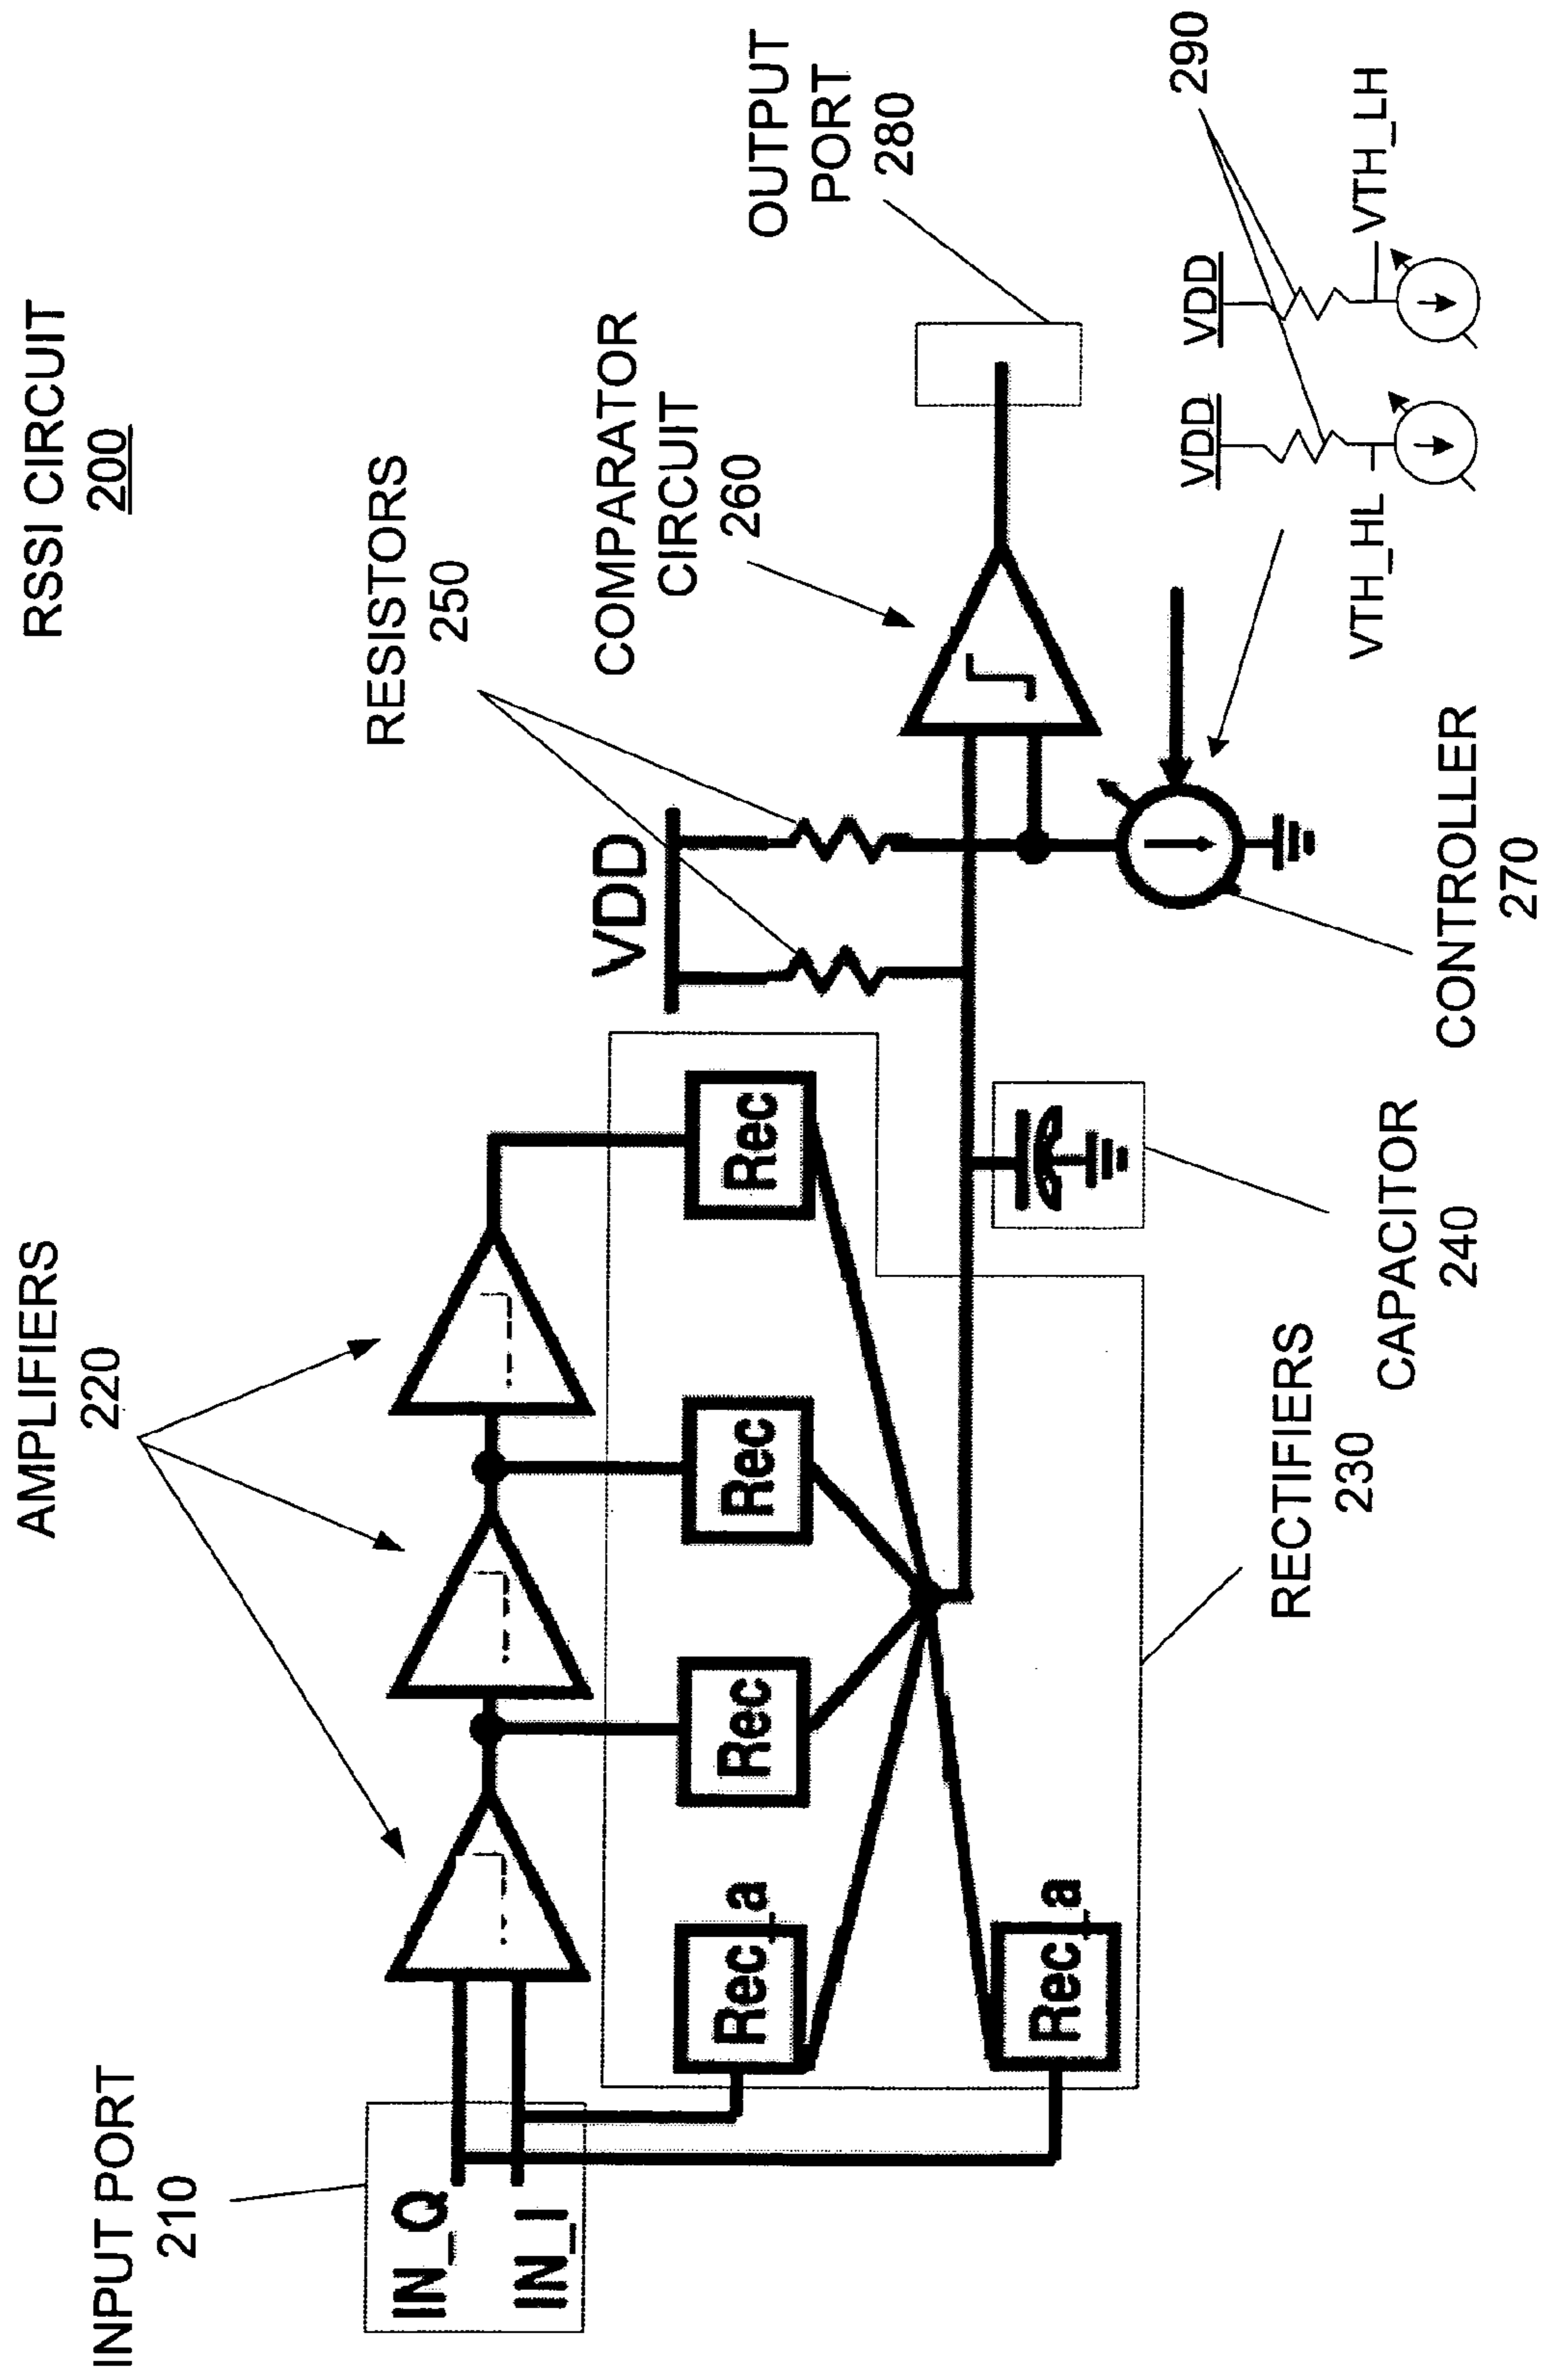 RSSI CIRCUIT
200
INPUT PORT
210
AMPLIFIERS
220
RESISTORS
250
COMPARATOR
CIRCUIT
260
OUTPUT
PORT
280
IN_Q
IN_I
VDD
Rec_a
Rec
Rec
Rec
Rec_a
RECTIFIERS
230
CAPACITOR
240
CONTROLLER
270
290
VDD
VDD
VTH_HL
VTH_LH